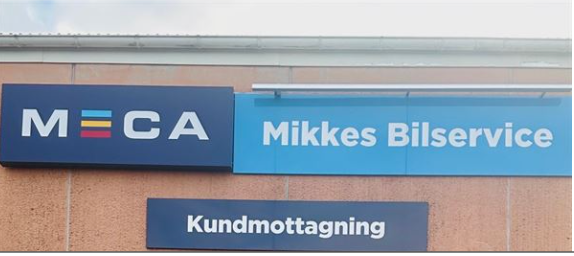 MECA
Mikkes Bilservice
Kundmottagning